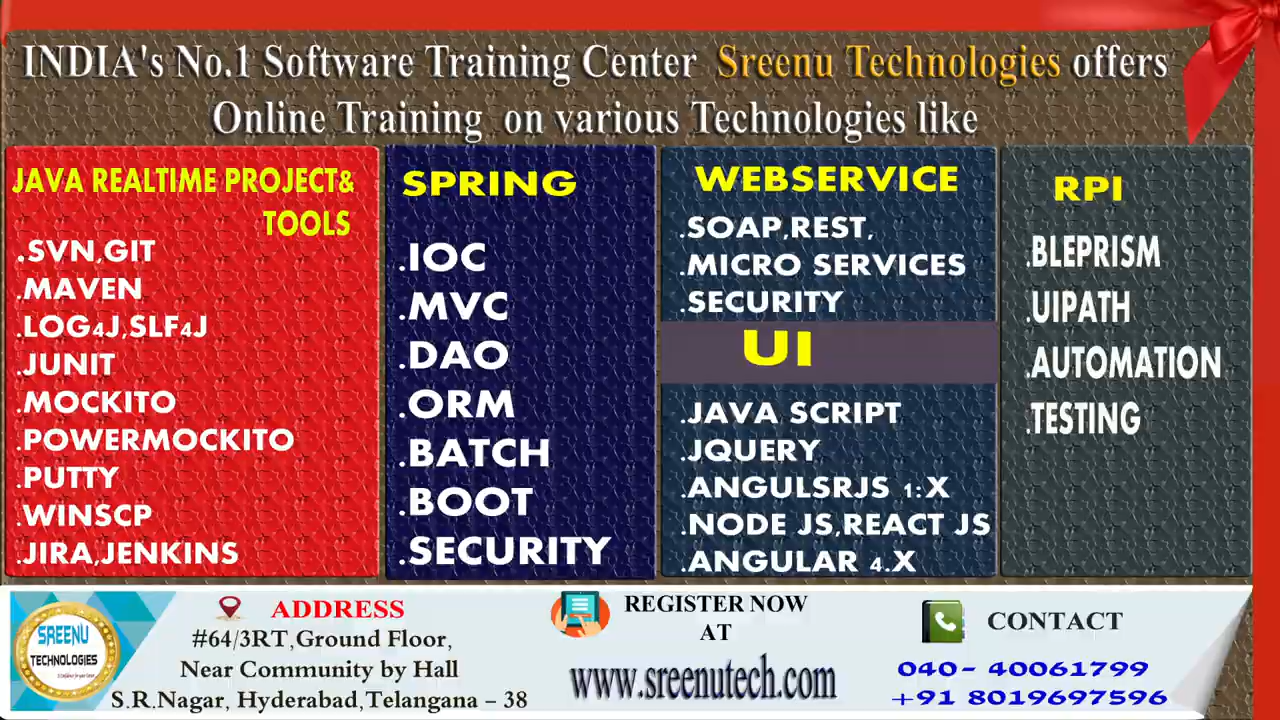 INDIA's No.1 Software Training Center Sreenu Technologies offers
Online Training on various Technologies like
JAVA REALTIME PROJECT&
TOOLS
.SVN,GIT
.MAVEN
.LOG4J,SLF4J
.JUNIT
.MOCKITO
.POWERMOCKITO
.PUTTY
.WINSCP
.JIRA,JENKINS
SPRING
.IOC
.MVC
.DAO
.ORM
.BATCH
.BOOT
.SECURITY
WEBSERVICE
.SOAP,REST,
.MICRO SERVICES
.SECURITY
UI
.JAVA SCRIPT
.JQUERY
.ANGULSRJS 1:X
.NODE JS,REACT JS
.ANGULAR 4.X
RPI
.BLEPRISM
.UIPATH
.AUTOMATION
.TESTING
SREENU
TECHNOLOGIES
ADDRESS
#64/3RT,Ground Floor,
Near Community by Hall
S.R.Nagar, Hyderabad,Telangana – 38
REGISTER NOW
AT
www.sreenutech.com
CONTACT
040- 40061799
+91 8019697596